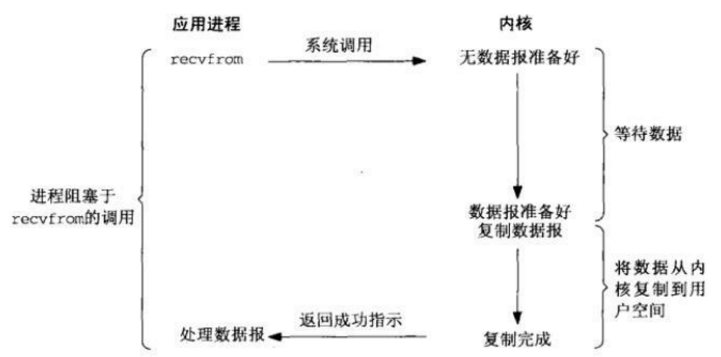 应用进程
内核
recvfrom
系统调用
无数据报准备好
等待数据
进程阻塞于
recvfrom的调用
数据报准备好
复制数据报
将数据从内
核复制到用
户空间
处理数据报
返回成功指示
复制完成